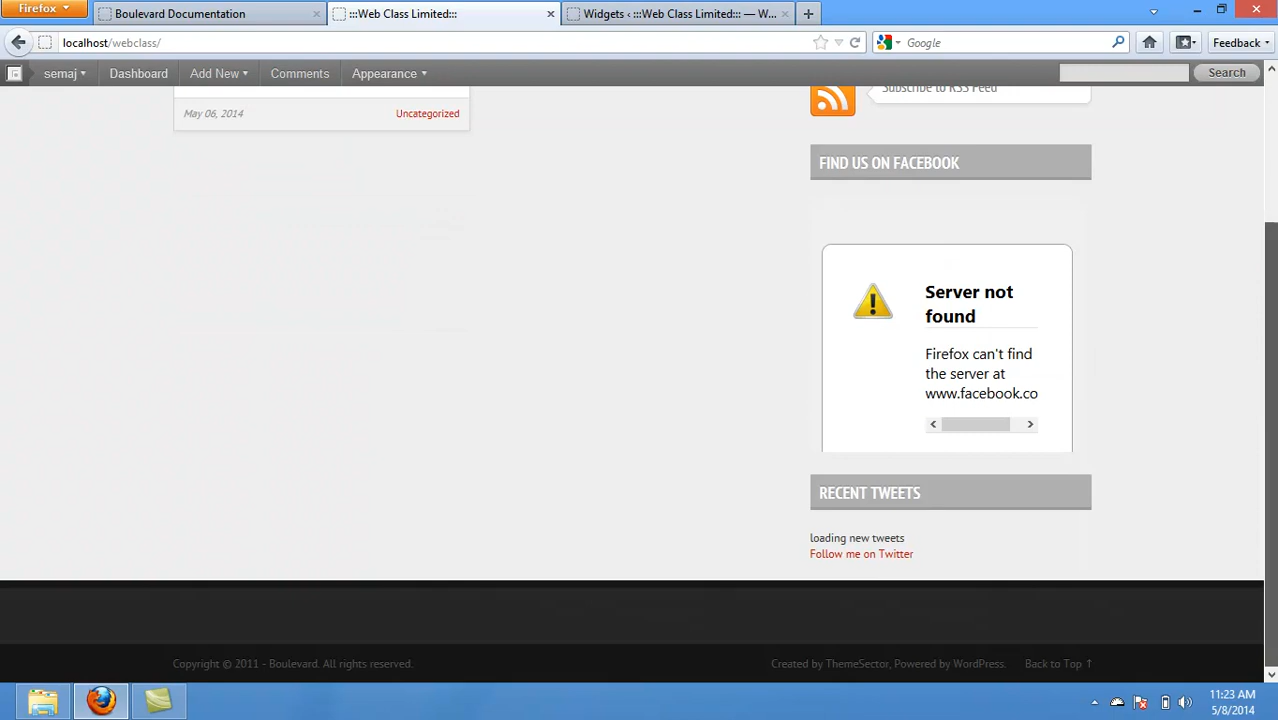 Firefox
Boulevard Documentation
:::Web Class Limited:::
Widgets ‹ :::Web Class Limited::: — W...
localhost/webclass/
Google
Feedback
semaj
Dashboard
Add New
Comments
Appearance
Search
Subscribe to RSS Feed
May 06, 2014
Uncategorized
FIND US ON FACEBOOK
Server not
found
Firefox can't find
the server at
www.facebook.co
RECENT TWEETS
loading new tweets
Follow me on Twitter
Copyright © 2011 - Boulevard. All rights reserved.
Created by ThemeSector, Powered by WordPress.
Back to Top ↑
11:23 AM
5/8/2014